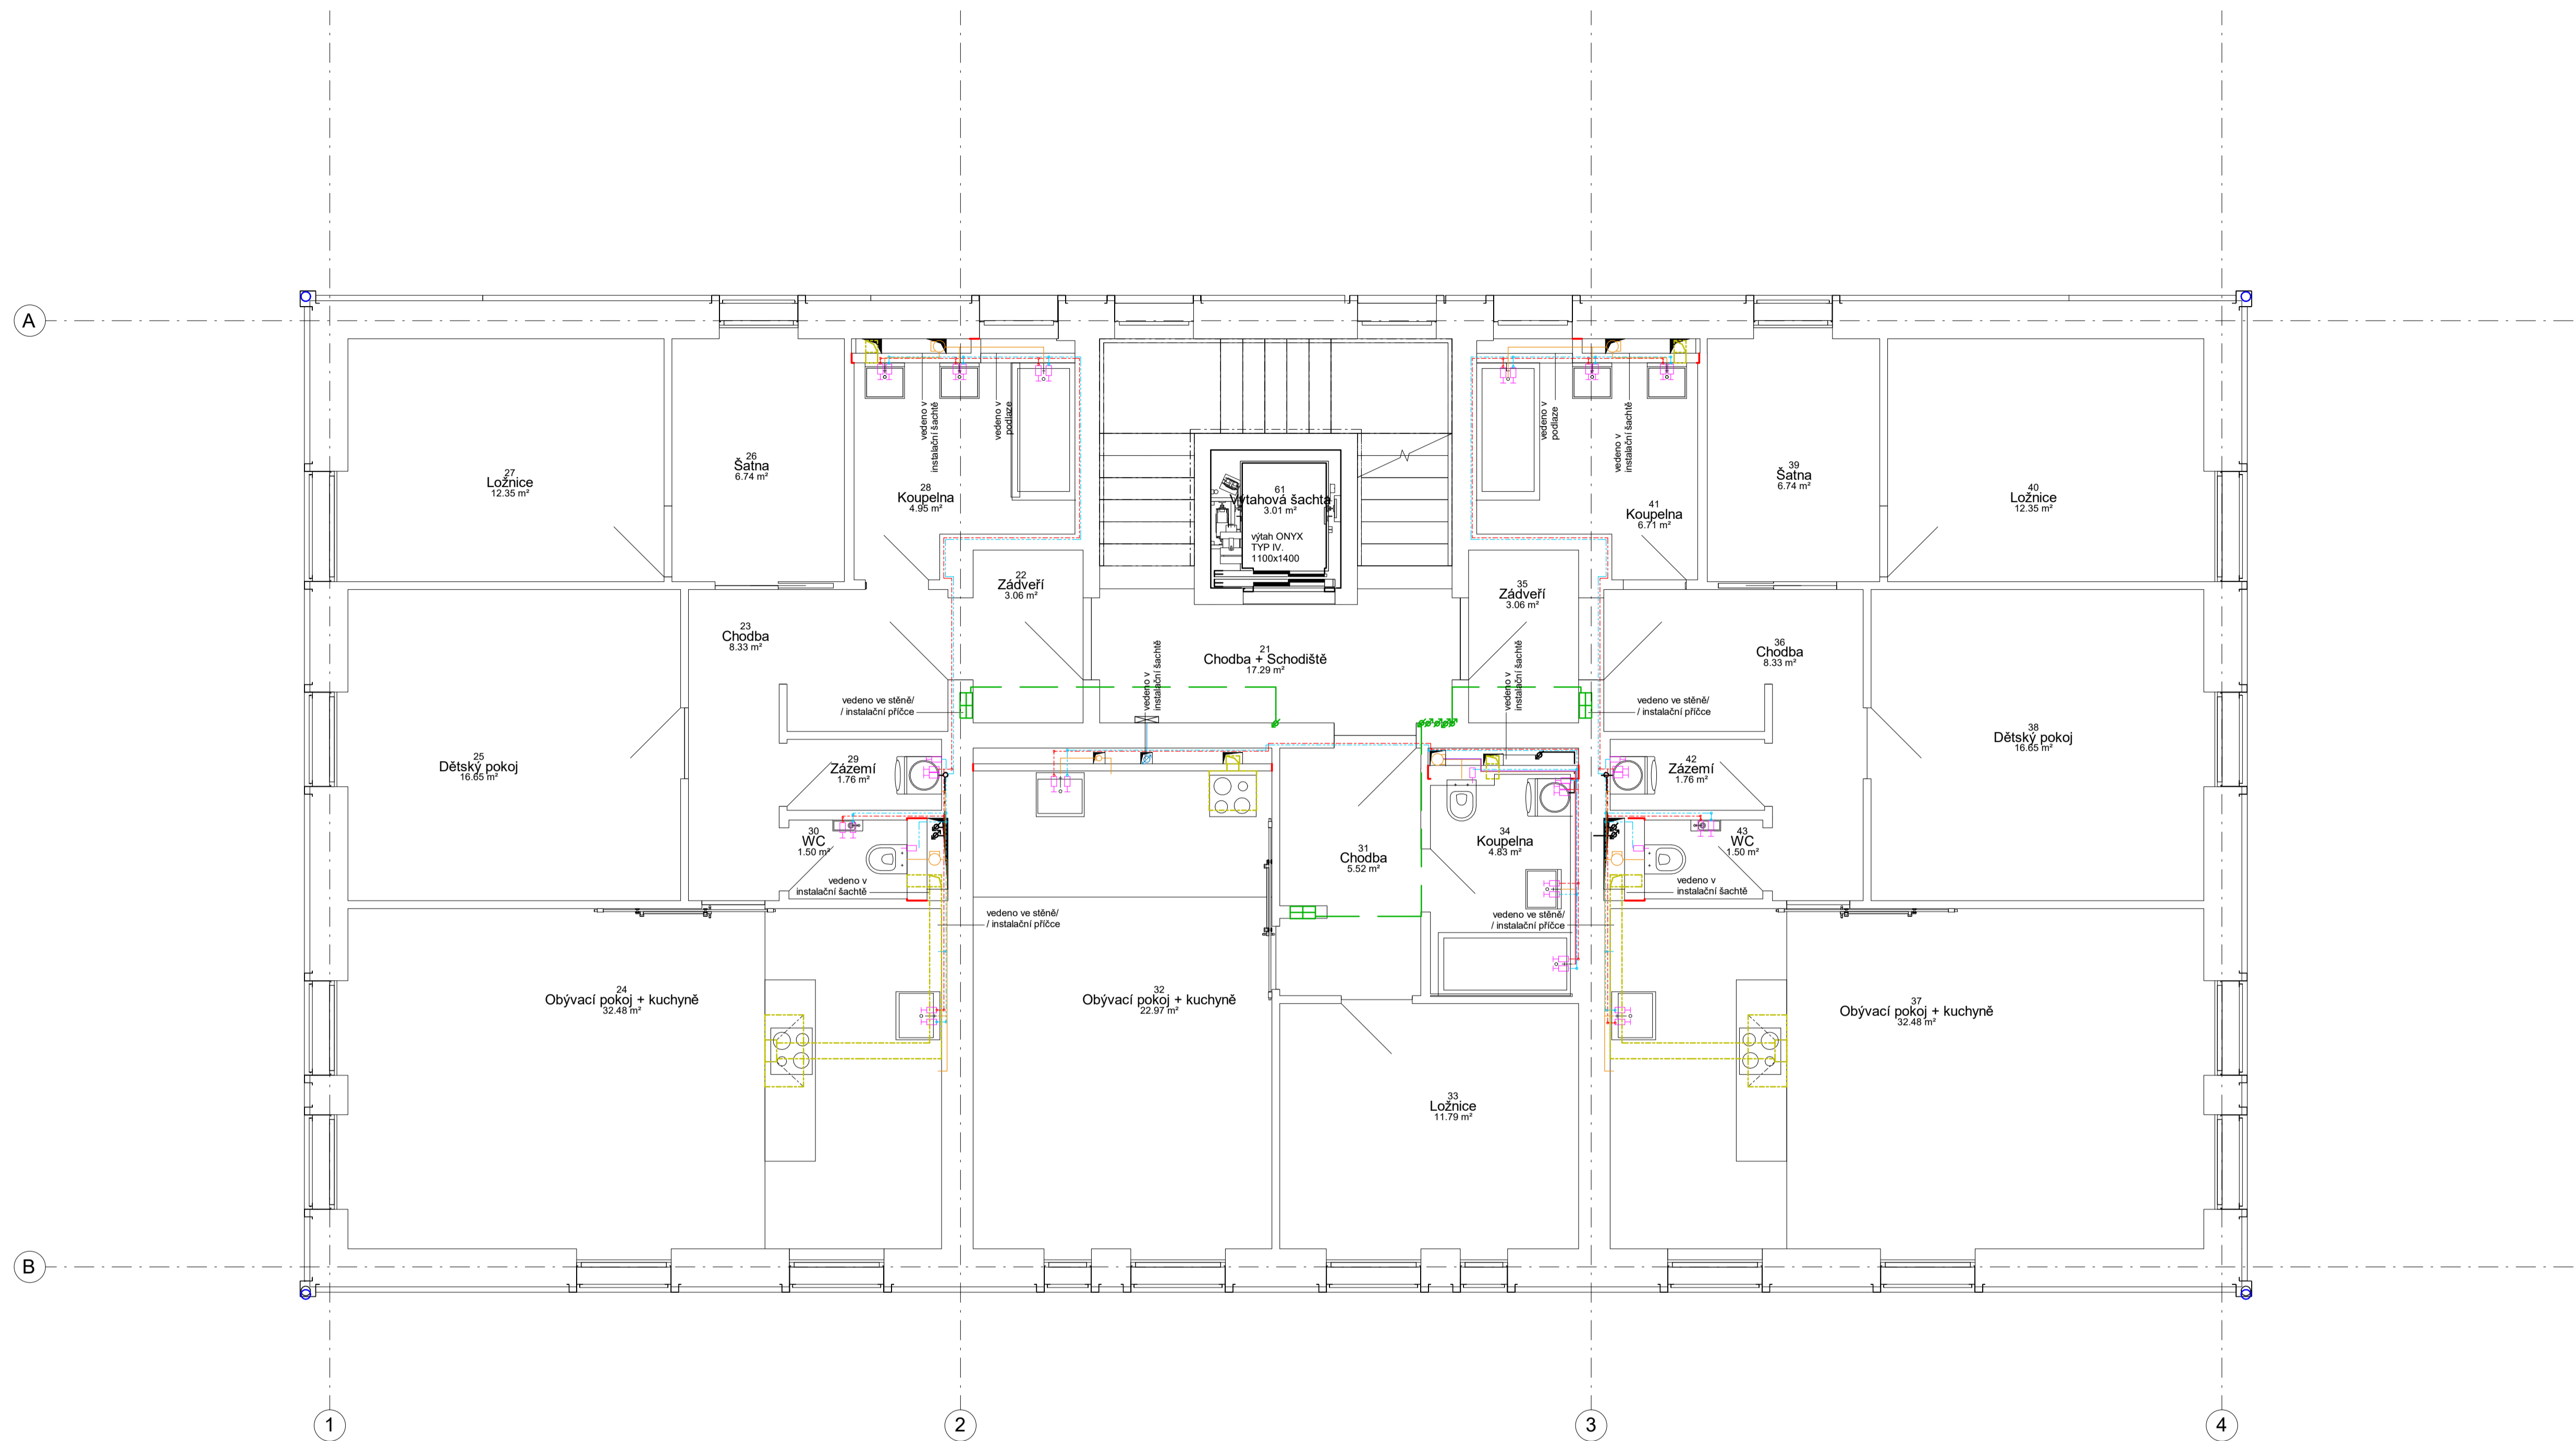 A
27
Ložnice
12.35 m²
26
Šatna
6.74 m²
28
Koupelna
4.95 m²
vedeno v
instalační šachtě
vedeno v
podlaze
61
Výtahová šachta
3.01 m²
výtah ONYX
TYP IV.
1100x1400
vedeno v
podlaze
vedeno v
instalační šachtě
41
Koupelna
6.71 m²
39
Šatna
6.74 m²
40
Ložnice
12.35 m²
22
Zádveří
3.06 m²
35
Zádveří
3.06 m²
23
Chodba
8.33 m²
21
Chodba + Schodiště
17.29 m²
36
Chodba
8.33 m²
vedeno v
instalační šachtě
vedeno v
instalační šachtě
vedeno ve stěně/
/ instalační příčce
vedeno ve stěně/
/ instalační příčce
25
Dětský pokoj
16.65 m²
29
Zázemí
1.76 m²
42
Zázemí
1.76 m²
38
Dětský pokoj
16.65 m²
30
WC
1.50 m²
31
Chodba
5.52 m²
34
Koupelna
4.83 m²
43
WC
1.50 m²
vedeno v
instalační šachtě
vedeno v
instalační šachtě
vedeno ve stěně/
/ instalační příčce
vedeno ve stěně/
/ instalační příčce
24
Obývací pokoj + kuchyně
32.48 m²
32
Obývací pokoj + kuchyně
22.97 m²
37
Obývací pokoj + kuchyně
32.48 m²
33
Ložnice
11.79 m²
B
1
2
3
4